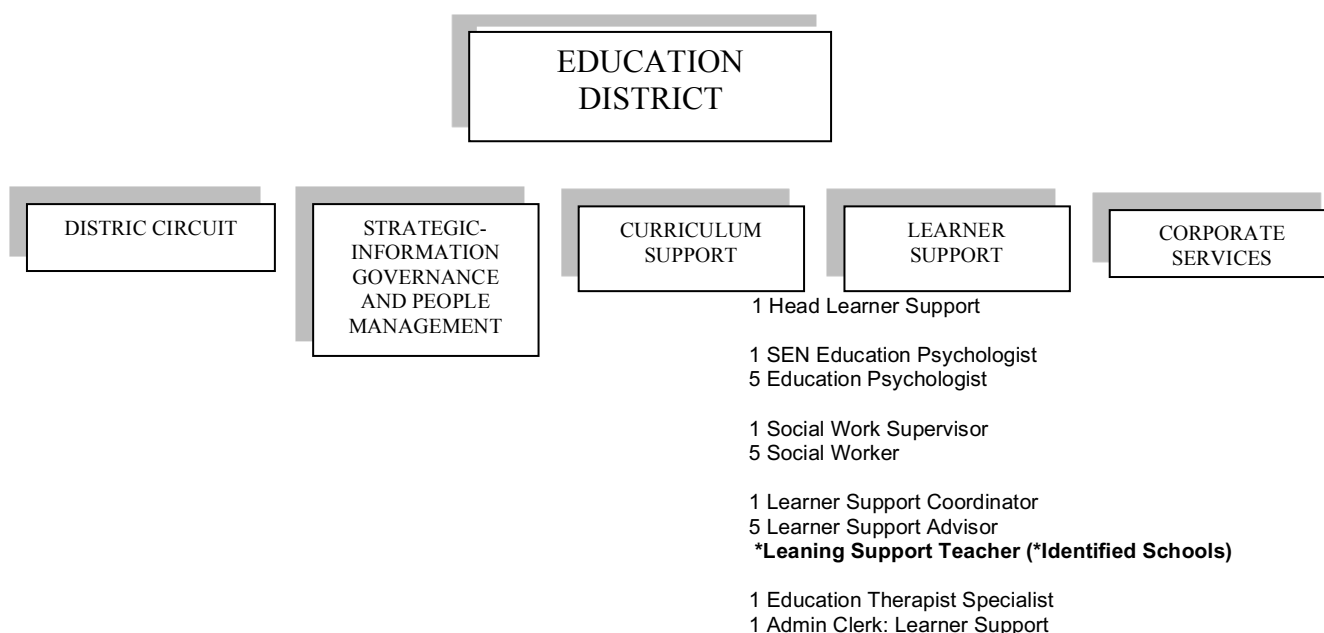 EDUCATION
DISTRICT
DISTRIC CIRCUIT
STRATEGIC-
INFORMATION
GOVERNANCE
AND PEOPLE
MANAGEMENT
CURRICULUM
SUPPORT
LEARNER
SUPPORT
CORPORATE
SERVICES
1 Head Learner Support
1 SEN Education Psychologist
5 Education Psychologist
1 Social Work Supervisor
5 Social Worker
1 Learner Support Coordinator
5 Learner Support Advisor
*Leaning Support Teacher (*Identified Schools)
1 Education Therapist Specialist
1 Admin Clerk: Learner Support